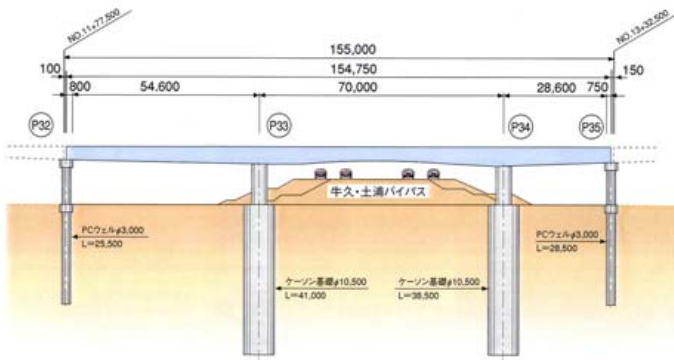 NO.11+77,500
NO.13+32,500
155,000
100
154,750
150
800
54.600
70,000
28,600
750
P32
P33
P34
P35
牛久・土浦バイパス
PCウェルφ3,000
L=25,500
PCウェルφ3,000
L=28,500
ケーソン基礎φ10,500
L=41,000
ケーソン基礎φ10,500
L=38,500